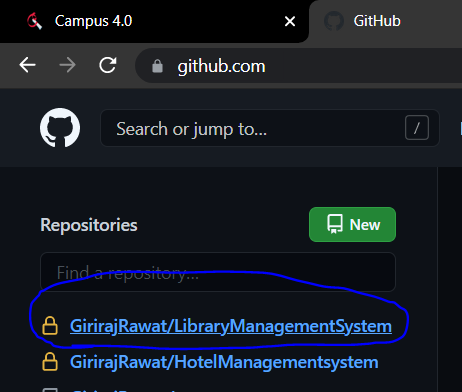 Campus 4.0
GitHub
github.com
Search or jump to...
/
Repositories
New
Find a repository...
GirirajRawat/LibraryManagementSystem
GirirajRawat/HotelManagementsystem